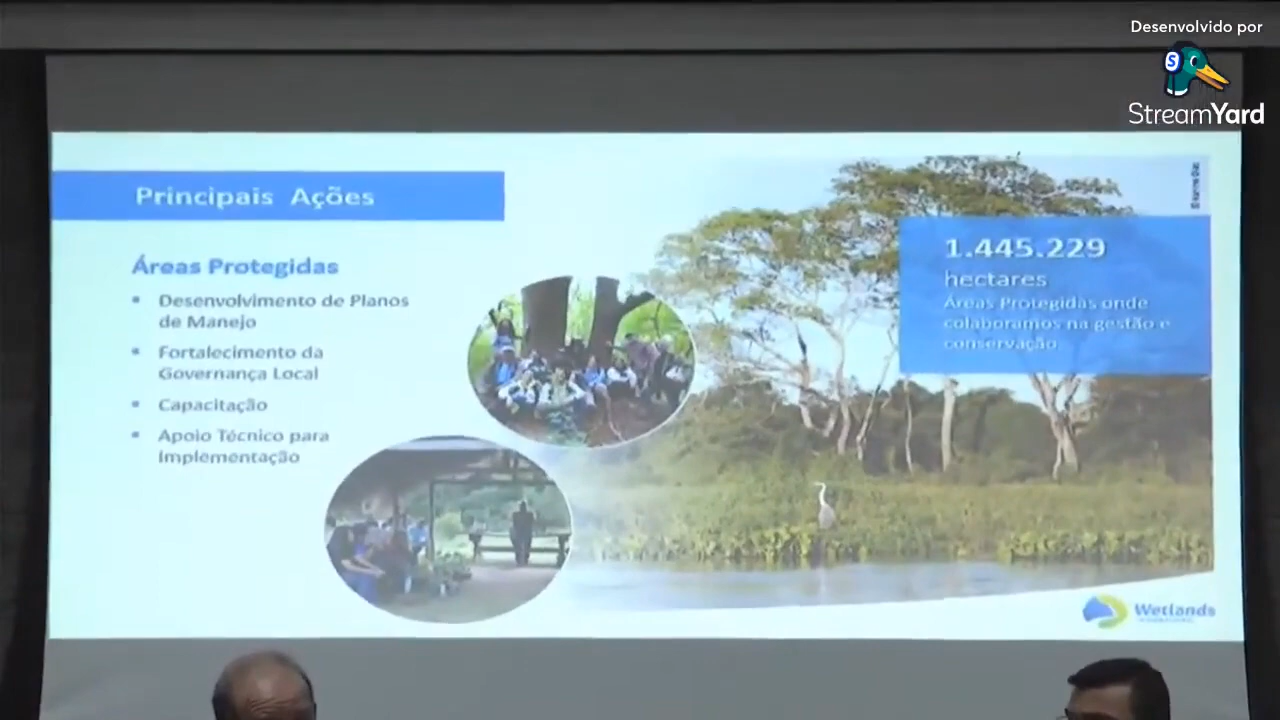 Desenvolvido por
StreamYard
Principais Ações
Áreas Protegidas
Desenvolvimento de Planos
de Manejo
Fortalecimento da
Governança Local
Capacitação
Apoio Técnico para
Implementação
1.445.229
hectares
Áreas Protegidas onde
colaboramos na gestão e
conservação.
Wetlands